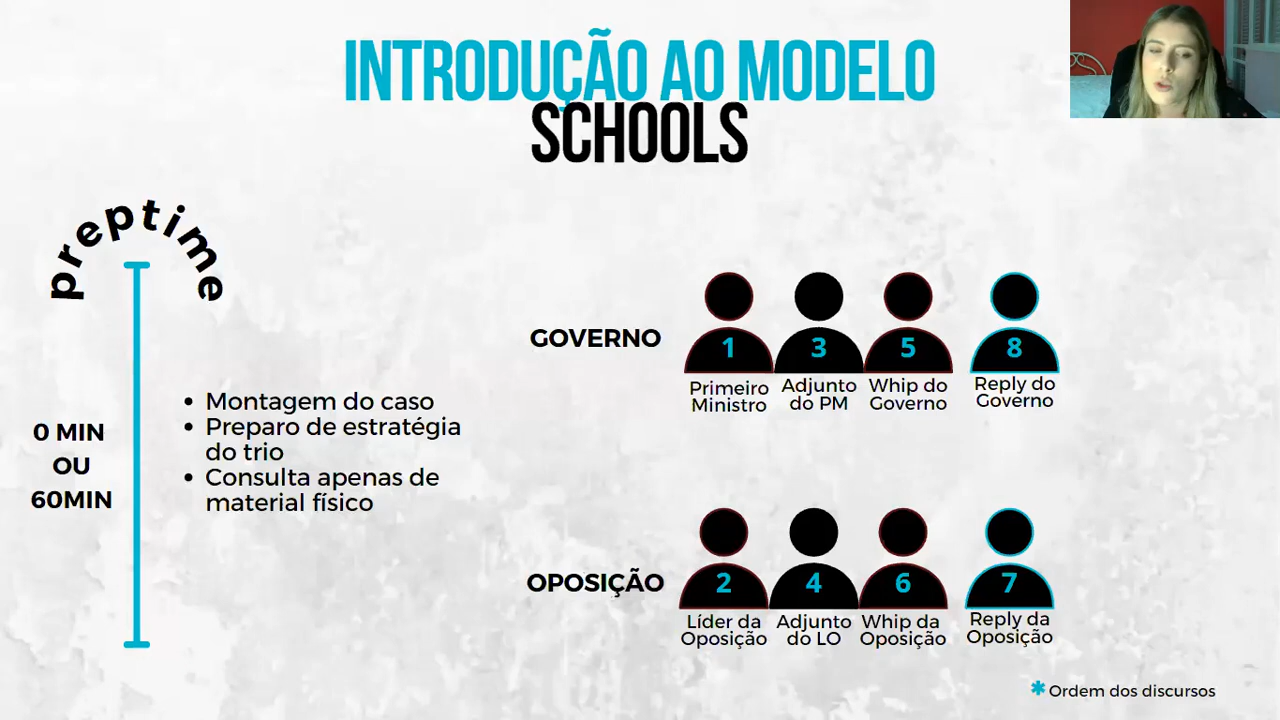 INTRODUÇÃO AO MODELO
SCHOOLS
preptime
0 MIN
OU
60MIN
• Montagem do caso
• Preparo de estratégia
do trio
• Consulta apenas de
material físico
GOVERNO
1
3
5
8
Primeiro
Ministro
Adjunto
do PM
Whip do
Governo
Reply do
Governo
OPOSIÇÃO
2
4
6
7
Líder da
Oposição
Adjunto
do LO
Whip da
Oposição
Reply da
Oposição
* Ordem dos discursos